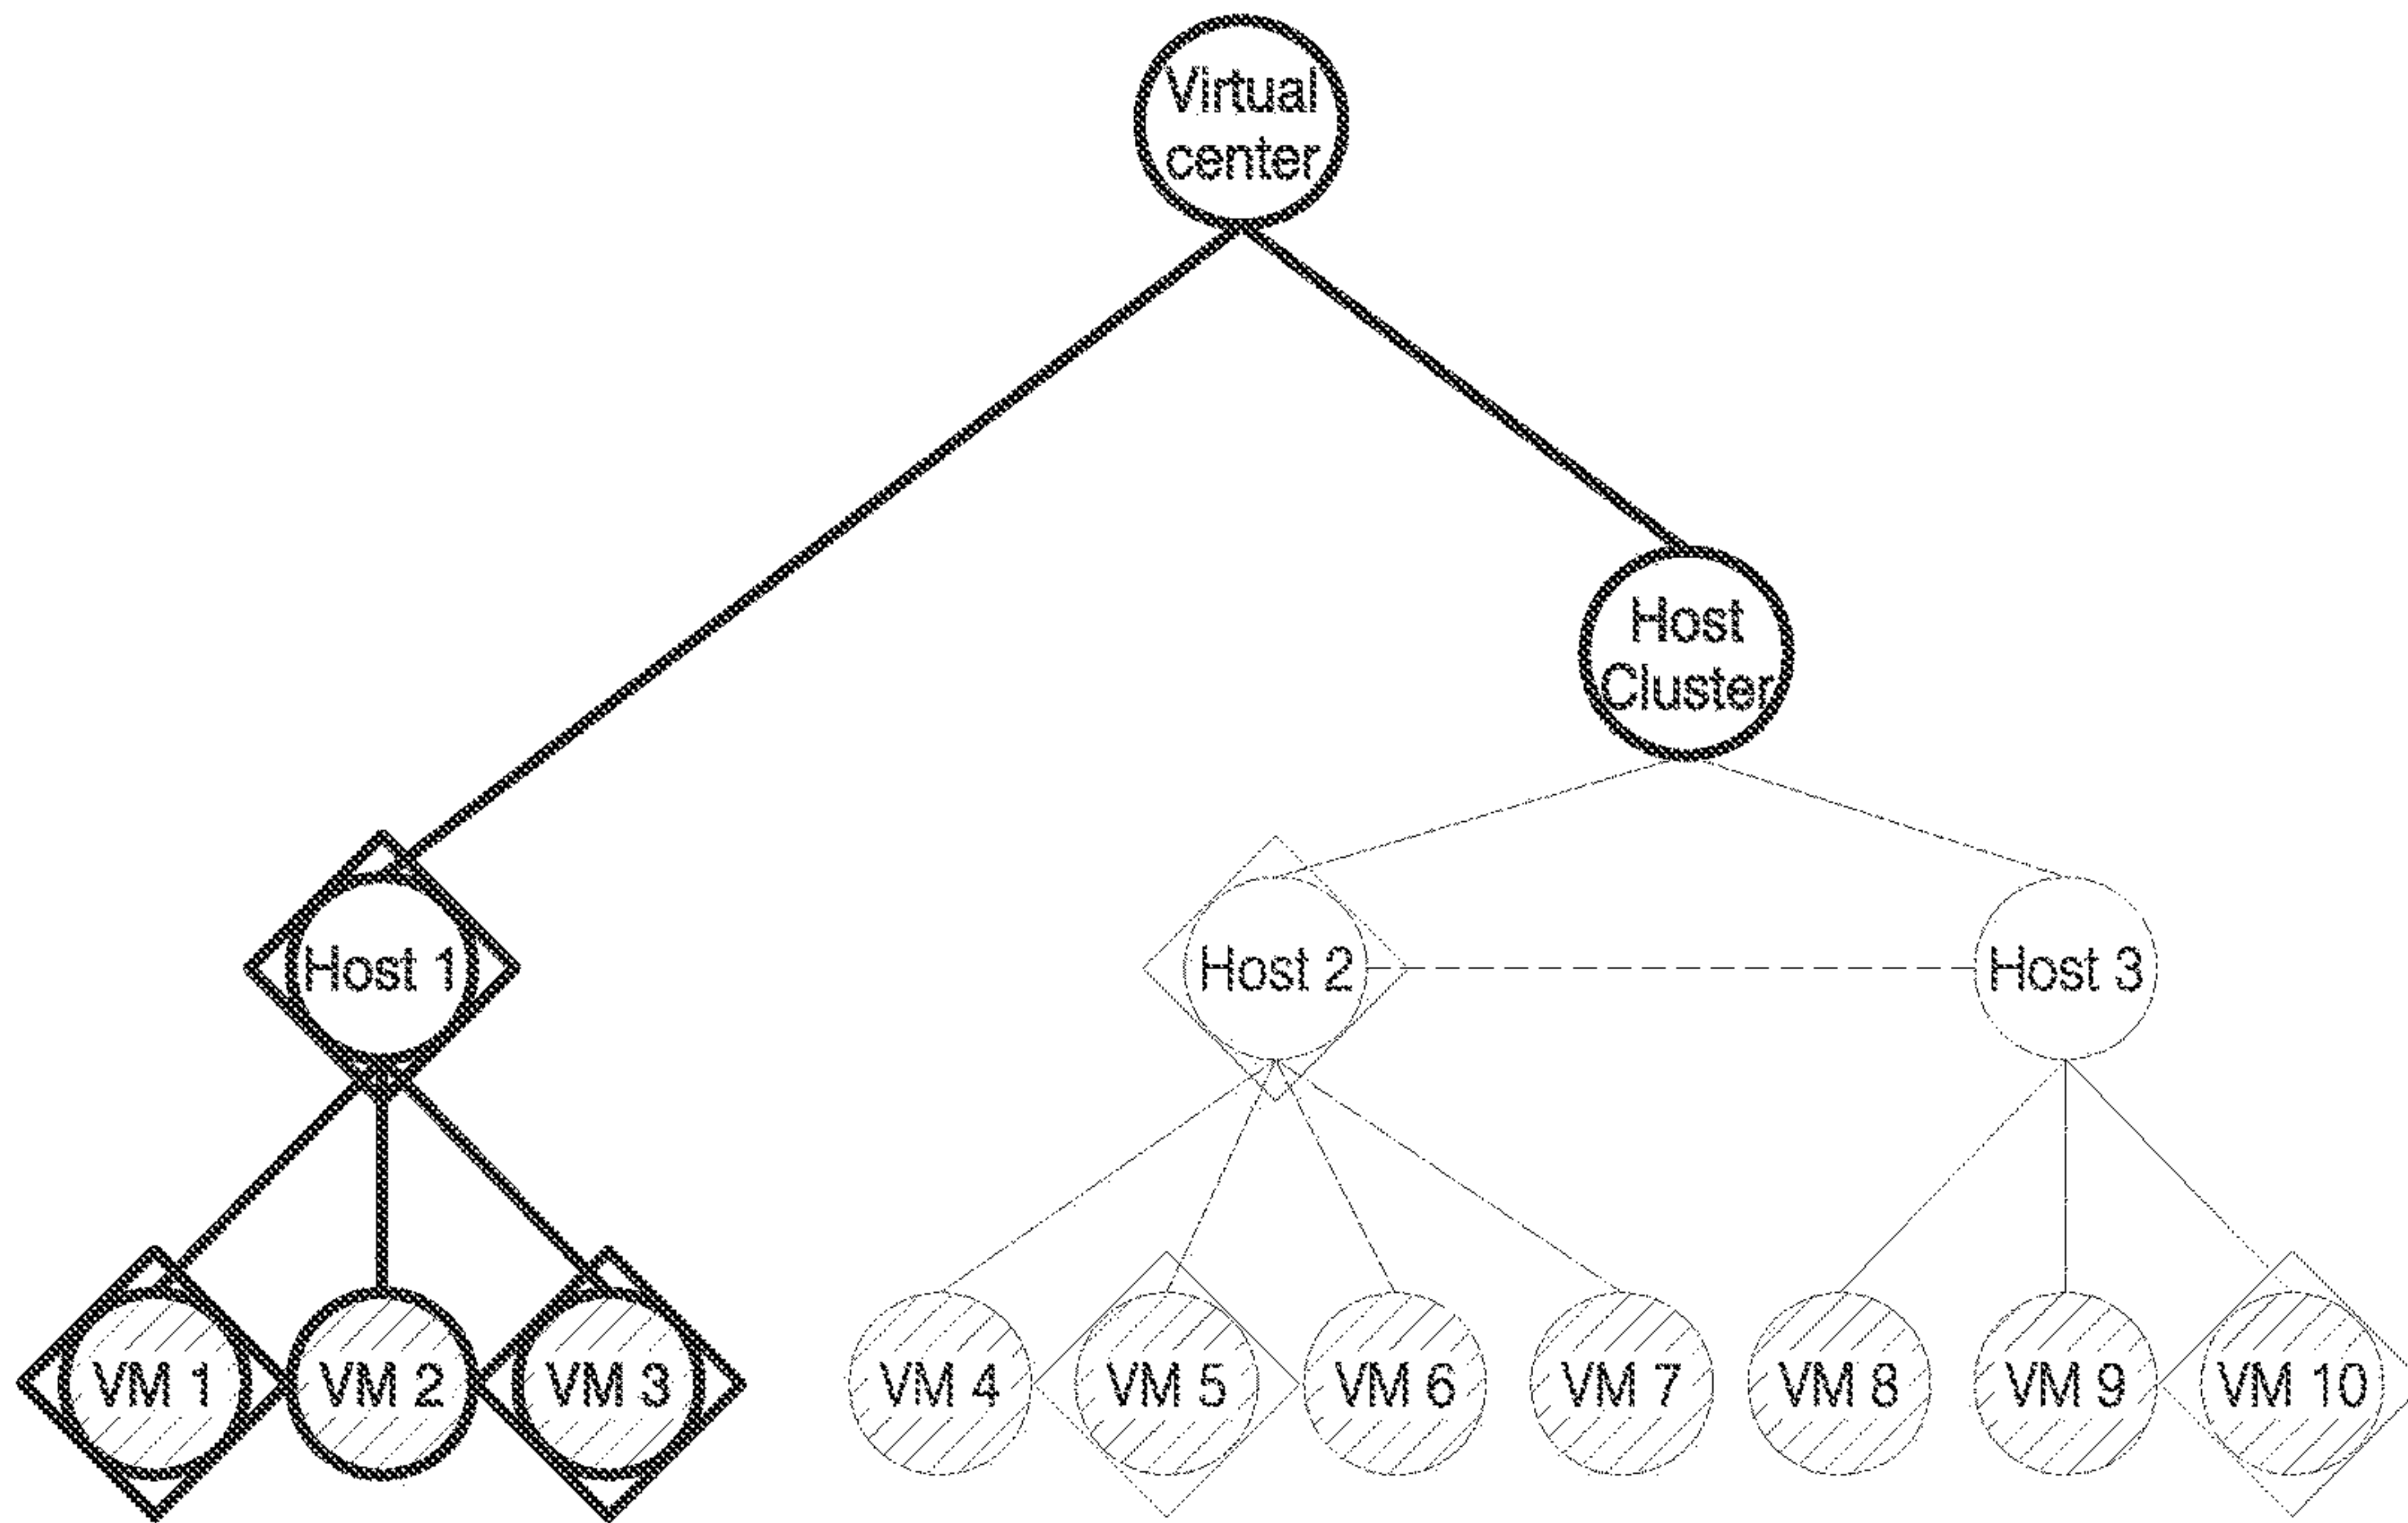 Virtual
center
Host
Cluster
Host 1
Host 2
Host 3
VM 1
VM 2
VM 3
VM 4
VM 5
VM 6
VM 7
VM 8
VM 9
VM 10